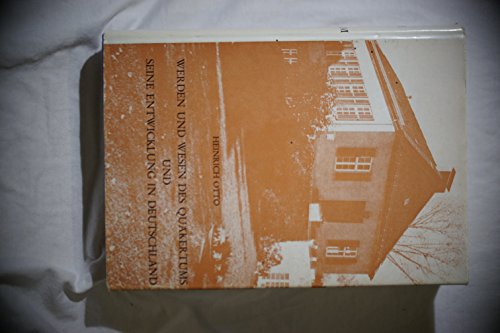 HEINRICH OTTO
WERDEN UND WESEN DES QUÄKERTUMS
UND
SEINE ENTWICKLUNG IN DEUTSCHLAND